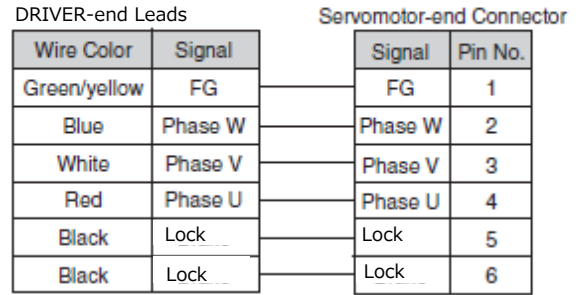 DRIVER-end Leads Servomotor-end Connector
Wire Color Signal Signal Pin No.
Green/yellow FG FG 1
Blue Phase W Phase W 2
White Phase V Phase V 3
Red Phase U Phase U 4
Black Lock Lock 5
Black Lock Lock 6